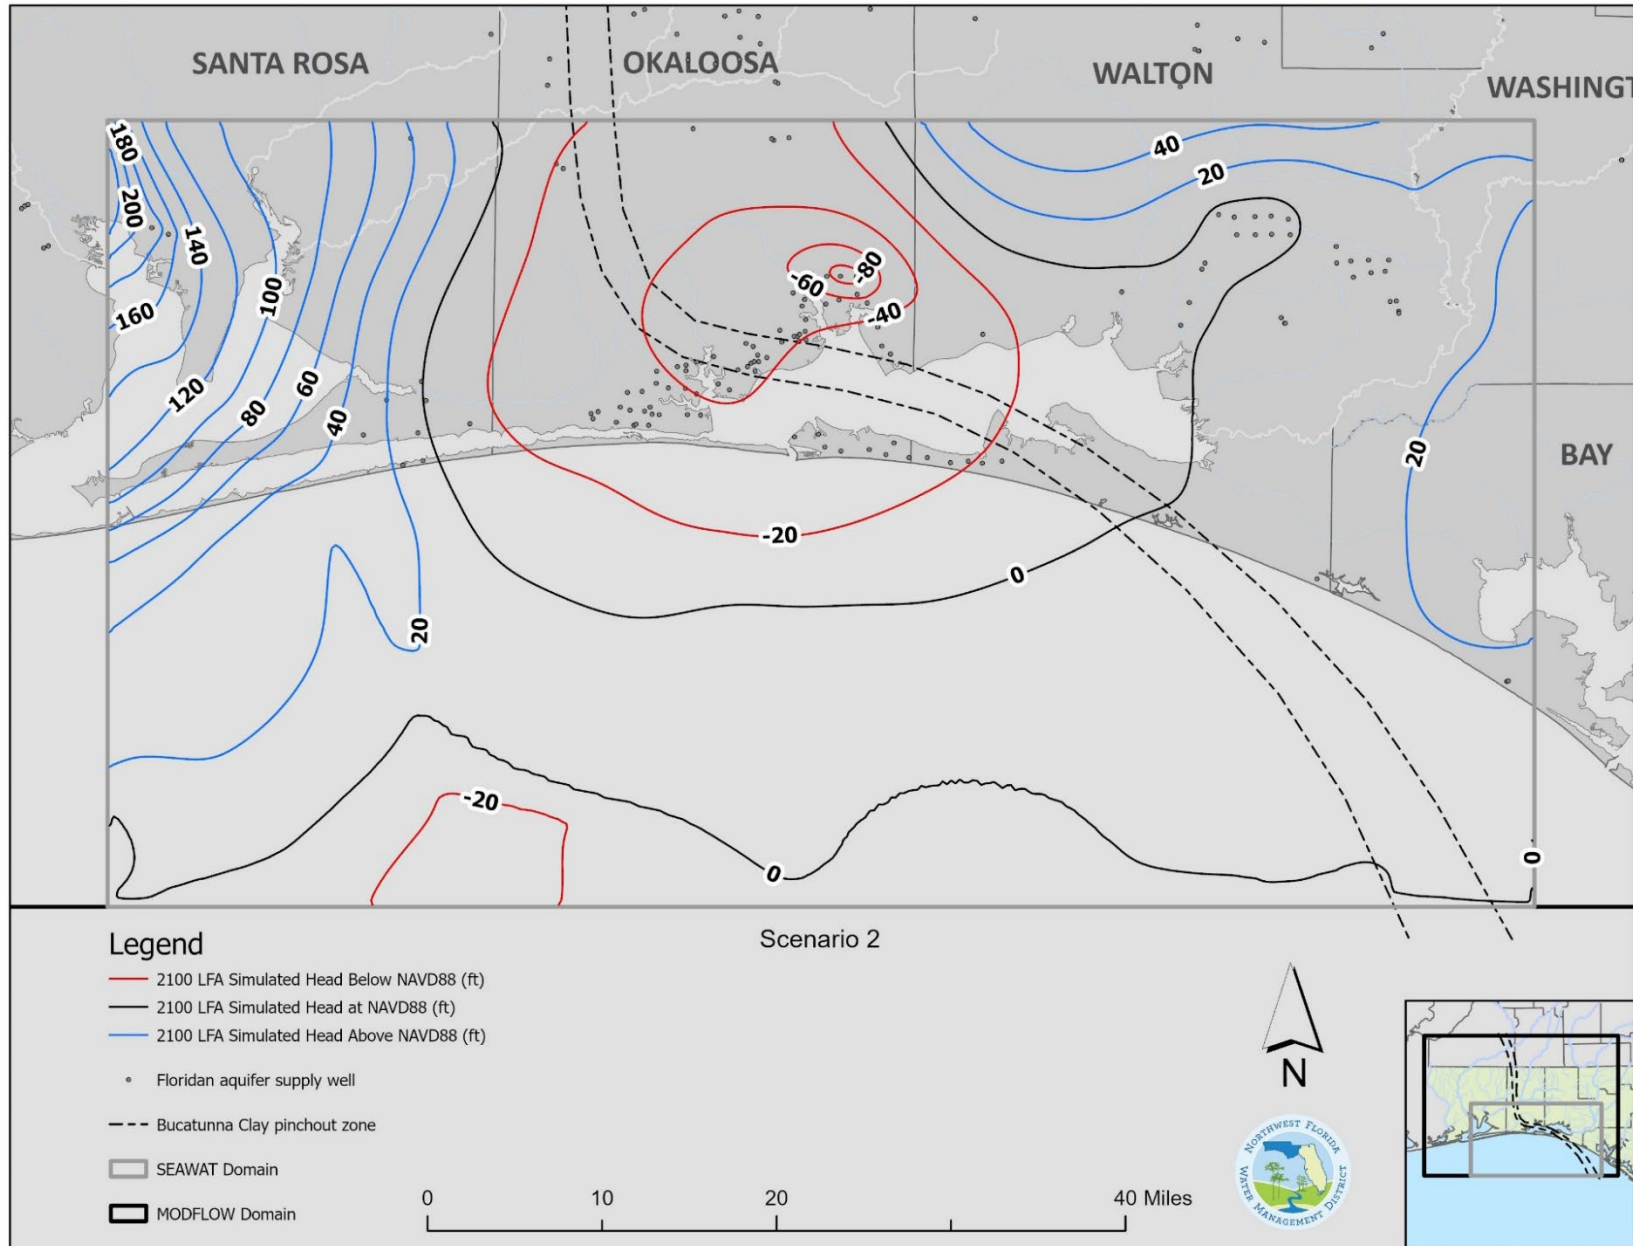 SANTA ROSA
OKALOOSA
WALTON
WASHINGT
BAY
180
200
140
160
100
120
80
60
40
20
-60
-80
-40
-20
0
40
20
20
-20
0
0
Scenario 2
Legend
2100 LFA Simulated Head Below NAVD88 (ft)
2100 LFA Simulated Head at NAVD88 (ft)
2100 LFA Simulated Head Above NAVD88 (ft)
Floridan aquifer supply well
Bucatunna Clay pinchout zone
SEAWAT Domain
MODFLOW Domain
0 10 20 40 Miles
N
NORTHWEST FLORIDA
WATER MANAGEMENT DISTRICT